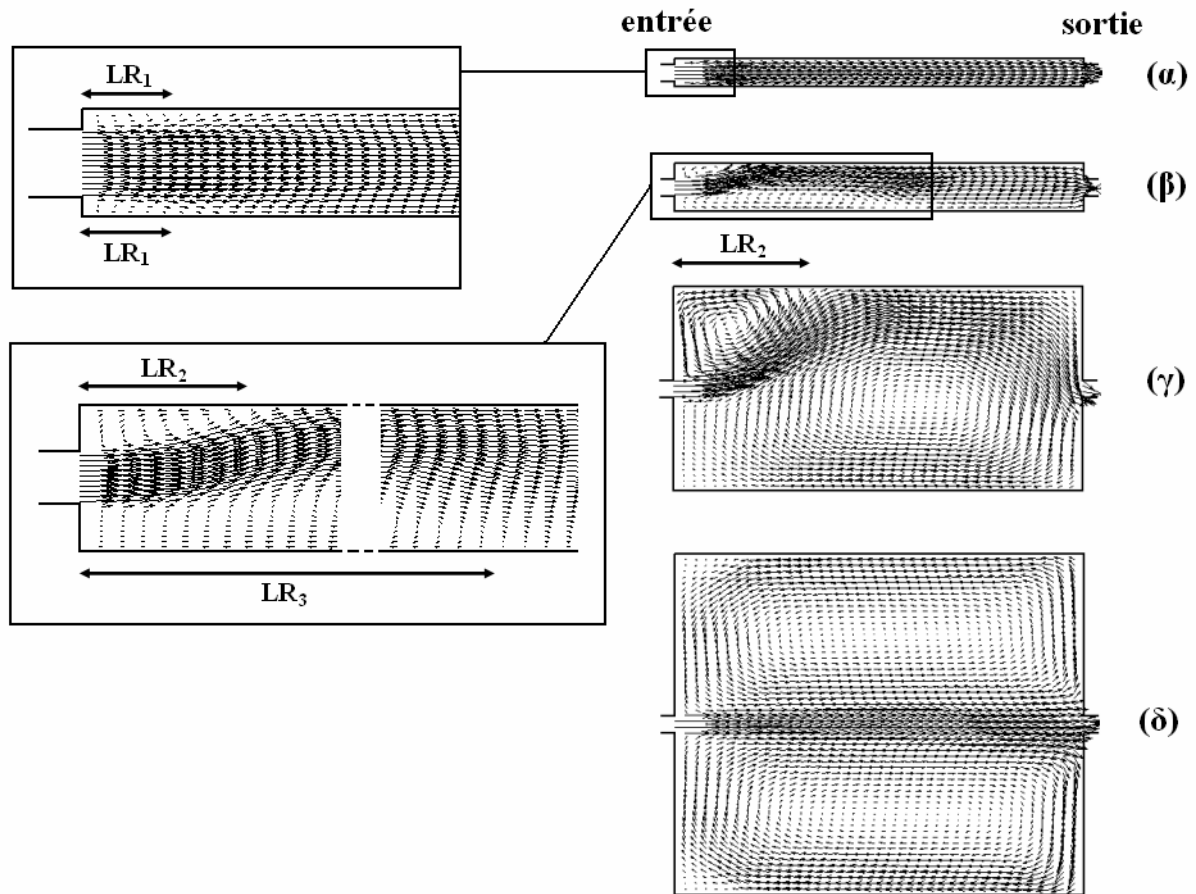 entrée
sortie
LR₁
LR₁
(α)
(β)
LR₂
(γ)
LR₂
LR₃
(δ)